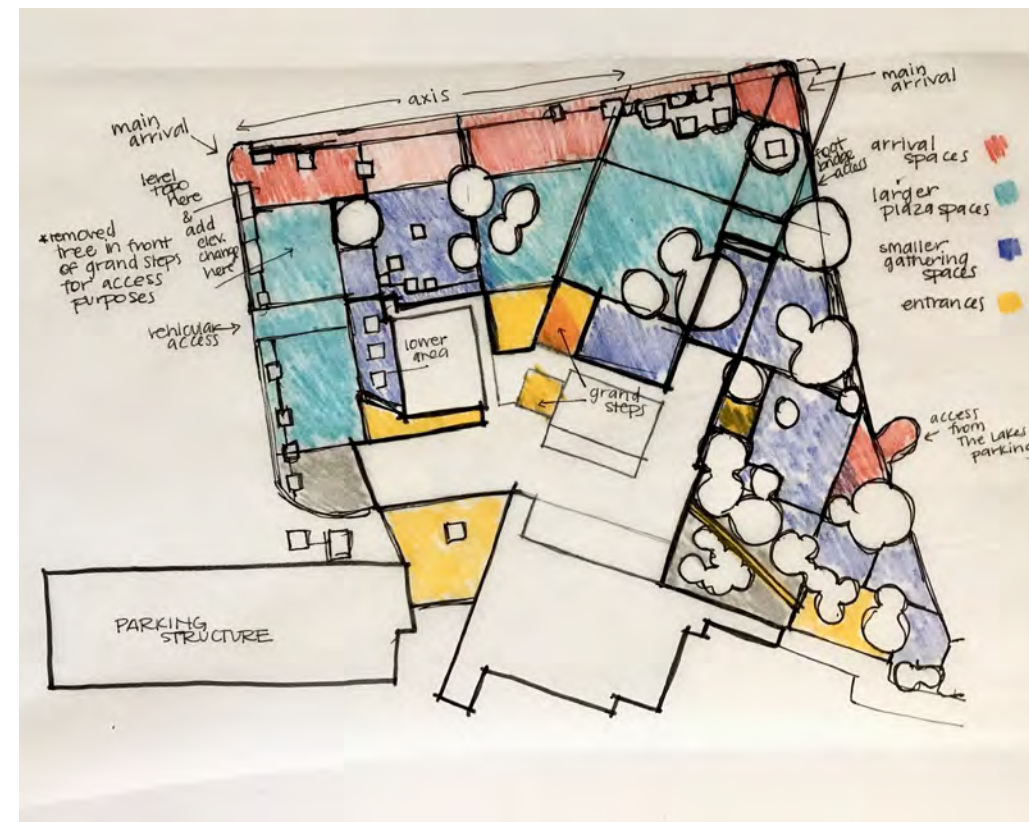 axis
main
arrival
main
arrival
level
topo
here
&
add
elev.
change
here
*removed
tree in front
of grand steps
for access
purposes
vehicular
access
foot
bridge
access
arrival
spaces
larger
plaza spaces
smaller
gathering
spaces
entrances
lower
area
grand
steps
access
from
The Lakes
parking
PARKING
STRUCTURE